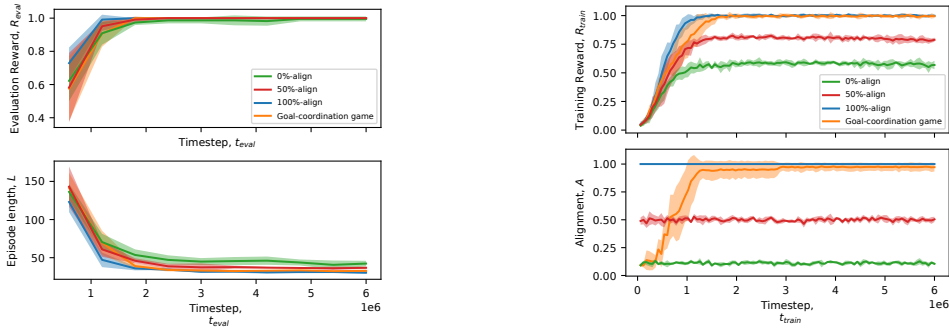 Evaluation Reward, R_eval
1.0
0.8
0.6
0.4
0%-align
50%-align
100%-align
Goal-coordination game
Timestep, t_eval
Episode length, L
150
100
50
1
2
3
4
5
6
1e6
Timestep,
t_eval
Training Reward, R_train
1.00
0.75
0.50
0.25
0.00
0%-align
50%-align
100%-align
Goal-coordination game
Alignment, A
1.00
0.75
0.50
0.25
0.00
0
1
2
3
4
5
6
1e6
Timestep,
t_train